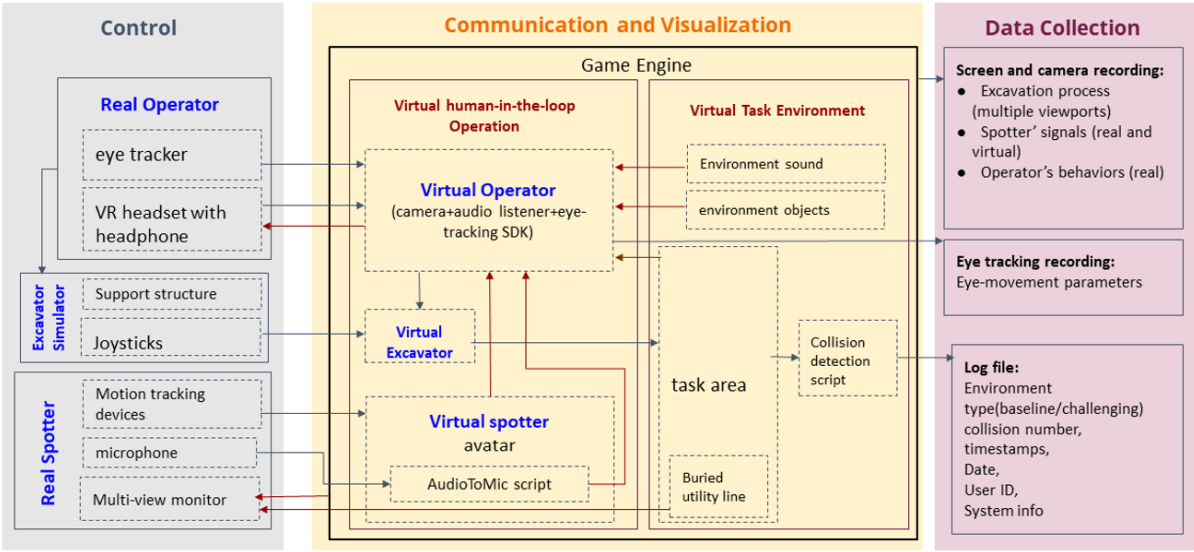 Control
Real Operator
eye tracker
VR headset with
headphone
Excavator
Simulator
Support structure
Joysticks
Real Spotter
Motion tracking
devices
microphone
Multi-view monitor
Communication and Visualization
Game Engine
Virtual human-in-the-loop
Operation
Virtual Operator
(camera+audio listener+eye-
tracking SDK)
Virtual
Excavator
Virtual spotter
avatar
AudioToMic script
Virtual Task Environment
Environment sound
environment objects
task area
Collision
detection
script
Buried
utility line
Data Collection
Screen and camera recording:
● Excavation process
(multiple viewports)
● Spotter’ signals (real and
virtual)
● Operator’s behaviors (real)
Eye tracking recording:
Eye-movement parameters
Log file:
Environment
type(baseline/challenging)
collision number,
timestamps,
Date,
User ID,
System info